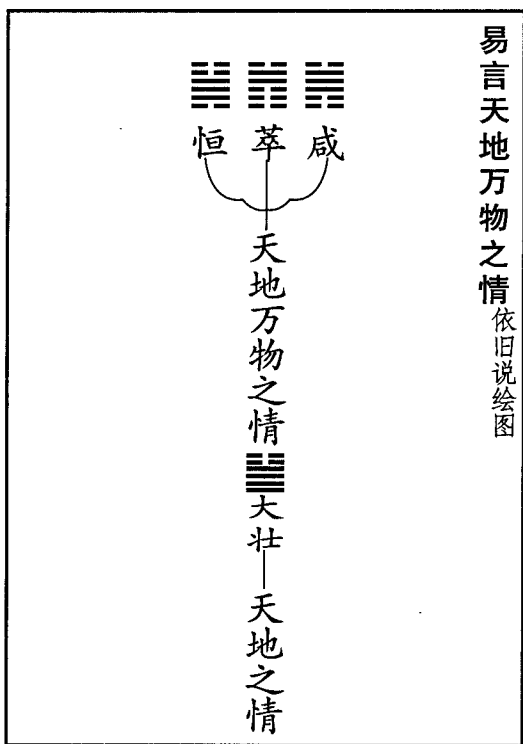 易言天地万物之情
依旧说绘图
咸
萃
恒
天地万物之情
大壮
天地之情